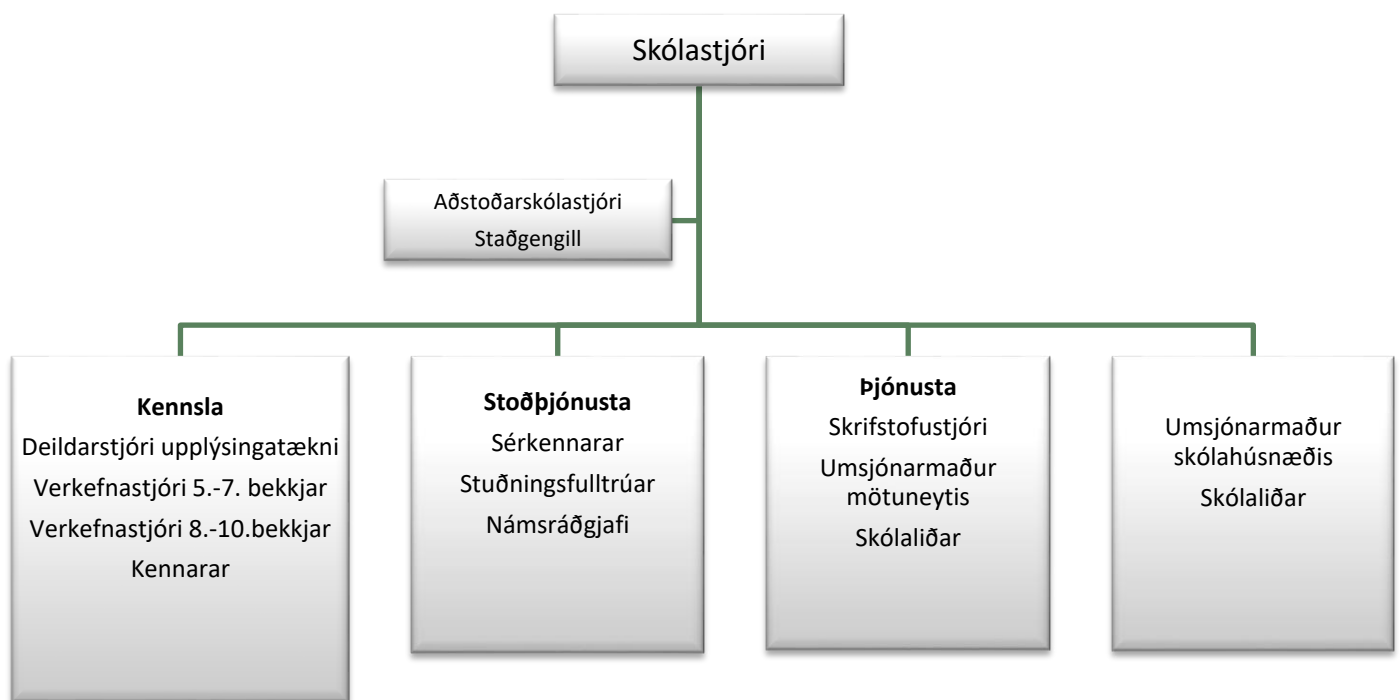 Skólastjóri
Aðstoðarskólastjóri
Staðgengill
Kennsla
Deildarstjóri upplýsingatækni
Verkefnastjóri 5.-7. bekkjar
Verkefnastjóri 8.-10.bekkjar
Kennarar
Stoðþjónusta
Sérkennarar
Stuðningsfulltrúar
Námsráðgjafi
Þjónusta
Skrifstofustjóri
Umsjónarmaður
mötuneytis
Skólaliðar
Umsjónarmaður
skólahúsnæðis
Skólaliðar